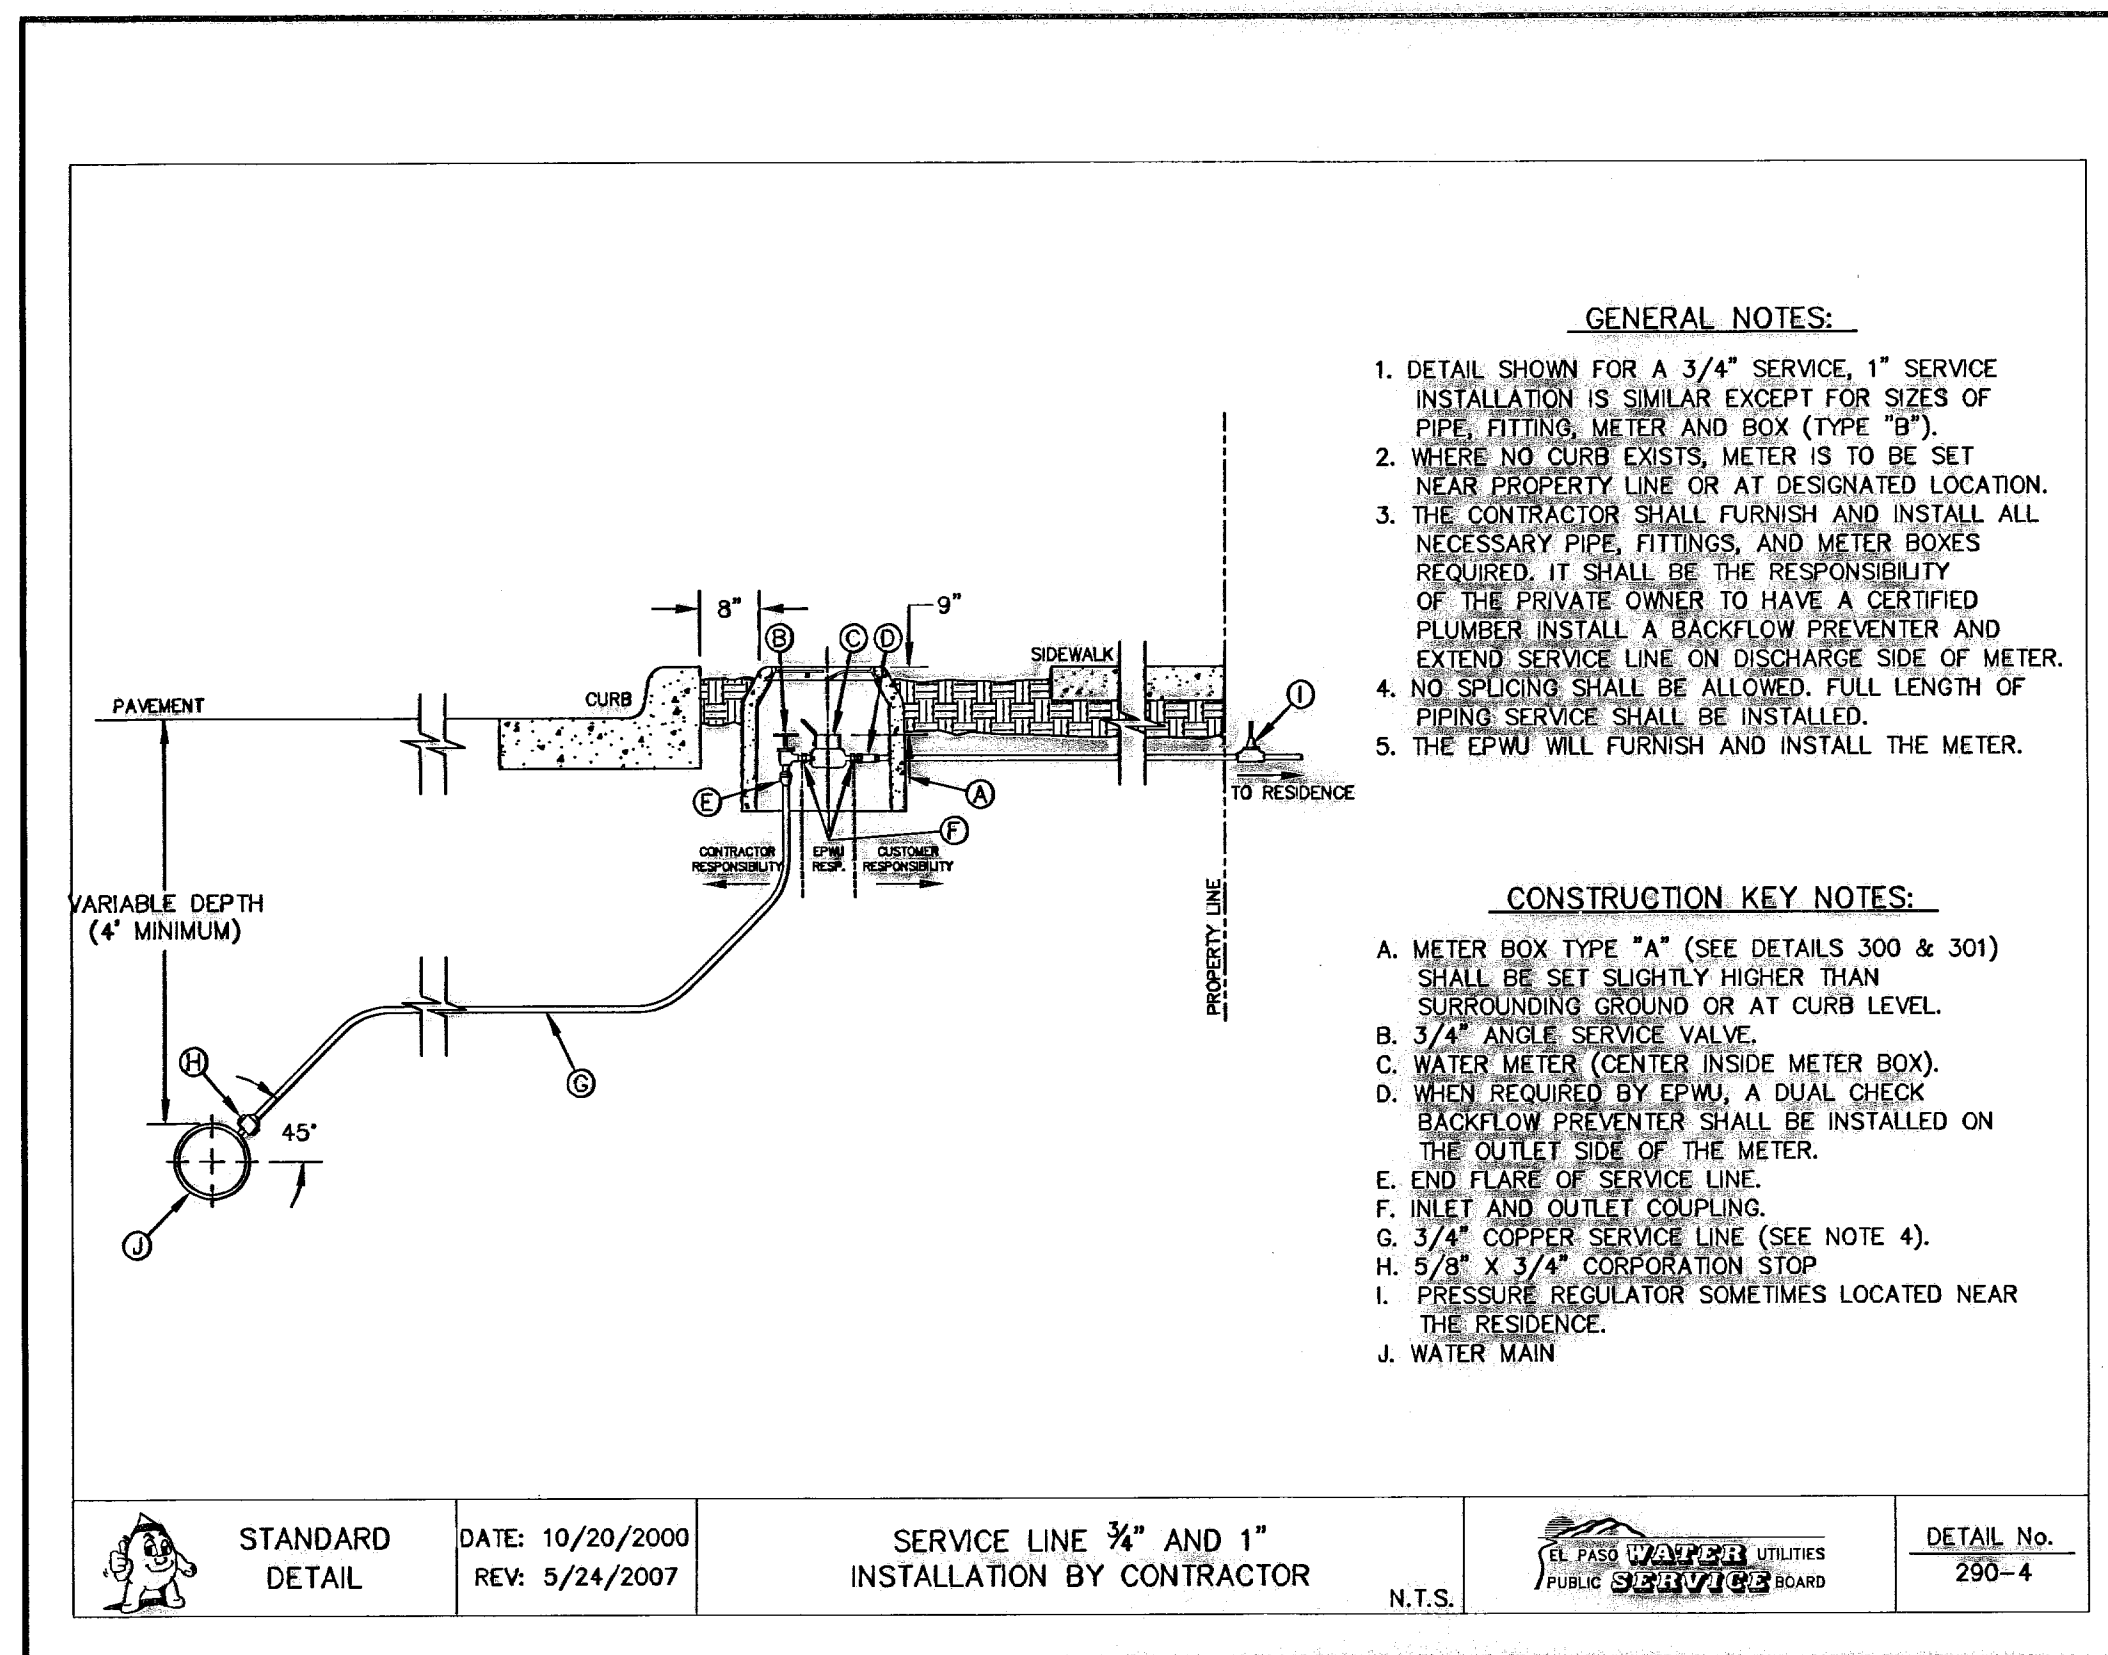 GENERAL NOTES:
1. DETAIL SHOWN FOR A 3/4" SERVICE, 1" SERVICE
INSTALLATION IS SIMILAR EXCEPT FOR SIZES OF
PIPE, FITTING, METER AND BOX (TYPE "B").
2. WHERE NO CURB EXISTS, METER IS TO BE SET
NEAR PROPERTY LINE OR AT DESIGNATED LOCATION.
3. THE CONTRACTOR SHALL FURNISH AND INSTALL ALL
NECESSARY PIPE, FITTINGS, AND METER BOXES
REQUIRED. IT SHALL BE THE RESPONSIBILITY
OF THE PRIVATE OWNER TO HAVE A CERTIFIED
PLUMBER INSTALL A BACKFLOW PREVENTER AND
EXTEND SERVICE LINE ON DISCHARGE SIDE OF METER.
4. NO SPLICING SHALL BE ALLOWED. FULL LENGTH OF
PIPING SERVICE SHALL BE INSTALLED.
5. THE EPWU WILL FURNISH AND INSTALL THE METER.
8"
9"
B
C
D
SIDEWALK
CURB
PAVEMENT
I
E
A
TO RESIDENCE
F
CONTRACTOR
RESPONSIBILITY
EPWU
RESP.
CUSTOMER
RESPONSIBILITY
VARIABLE DEPTH
(4' MINIMUM)
PROPERTY LINE
H
G
45°
J
CONSTRUCTION KEY NOTES:
A. METER BOX TYPE "A" (SEE DETAILS 300 & 301)
SHALL BE SET SLIGHTLY HIGHER THAN
SURROUNDING GROUND OR AT CURB LEVEL.
B. 3/4" ANGLE SERVICE VALVE.
C. WATER METER (CENTER INSIDE METER BOX).
D. WHEN REQUIRED BY EPWU, A DUAL CHECK
BACKFLOW PREVENTER SHALL BE INSTALLED ON
THE OUTLET SIDE OF THE METER.
E. END FLARE OF SERVICE LINE.
F. INLET AND OUTLET COUPLING.
G. 3/4" COPPER SERVICE LINE (SEE NOTE 4).
H. 5/8" X 3/4" CORPORATION STOP
I. PRESSURE REGULATOR SOMETIMES LOCATED NEAR
THE RESIDENCE.
J. WATER MAIN
STANDARD
DETAIL
DATE: 10/20/2000
REV: 5/24/2007
SERVICE LINE 3/4" AND 1"
INSTALLATION BY CONTRACTOR
N.T.S.
EL PASO WATER UTILITIES
PUBLIC SERVICE BOARD
DETAIL No.
290-4